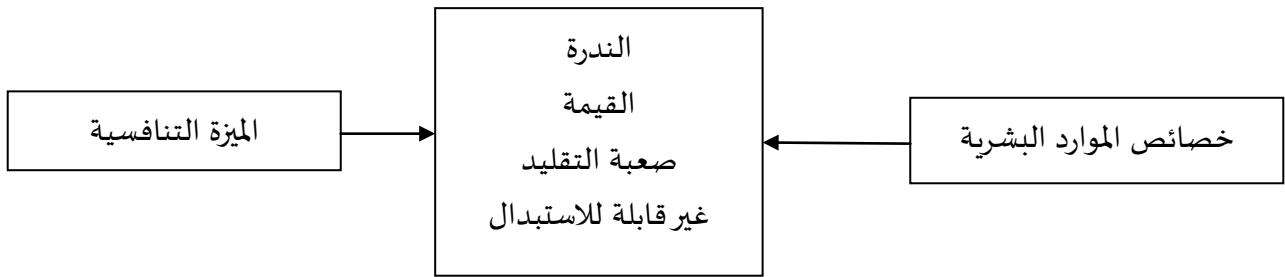 خصائص الموارد البشرية
الندرة
القيمة
صعبة التقليد
غير قابلة للاستبدال
الميزة التنافسية